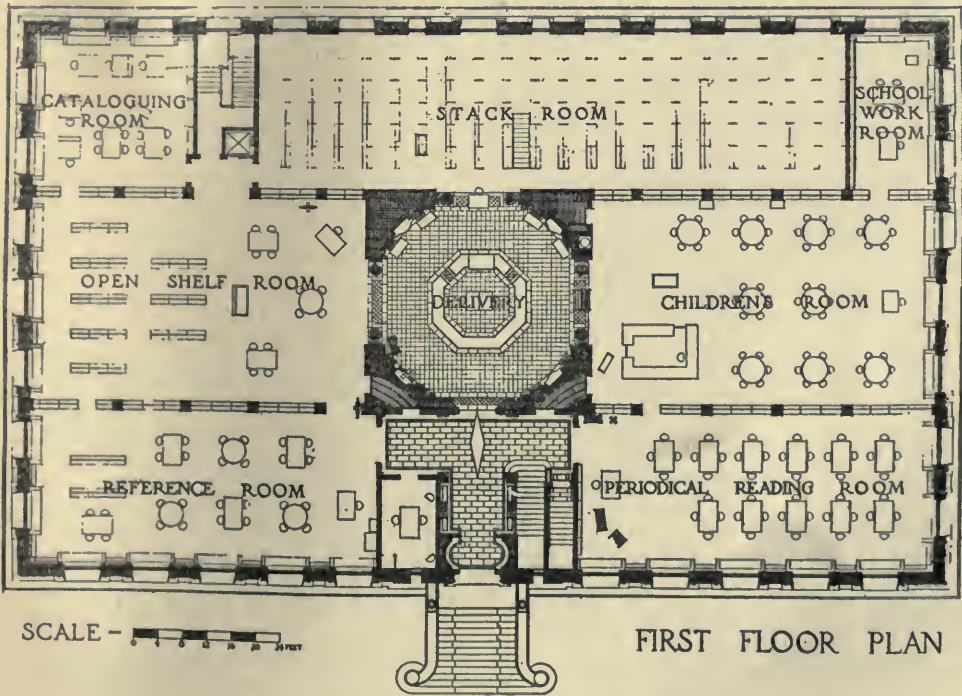 CATALOGUING
ROOM
STACK ROOM
SCHOOL
WORK
ROOM
OPEN SHELF ROOM
DELIVERY
CHILDREN'S ROOM
REFERENCE ROOM
PERIODICAL READING ROOM
SCALE -
FEET
FIRST FLOOR PLAN